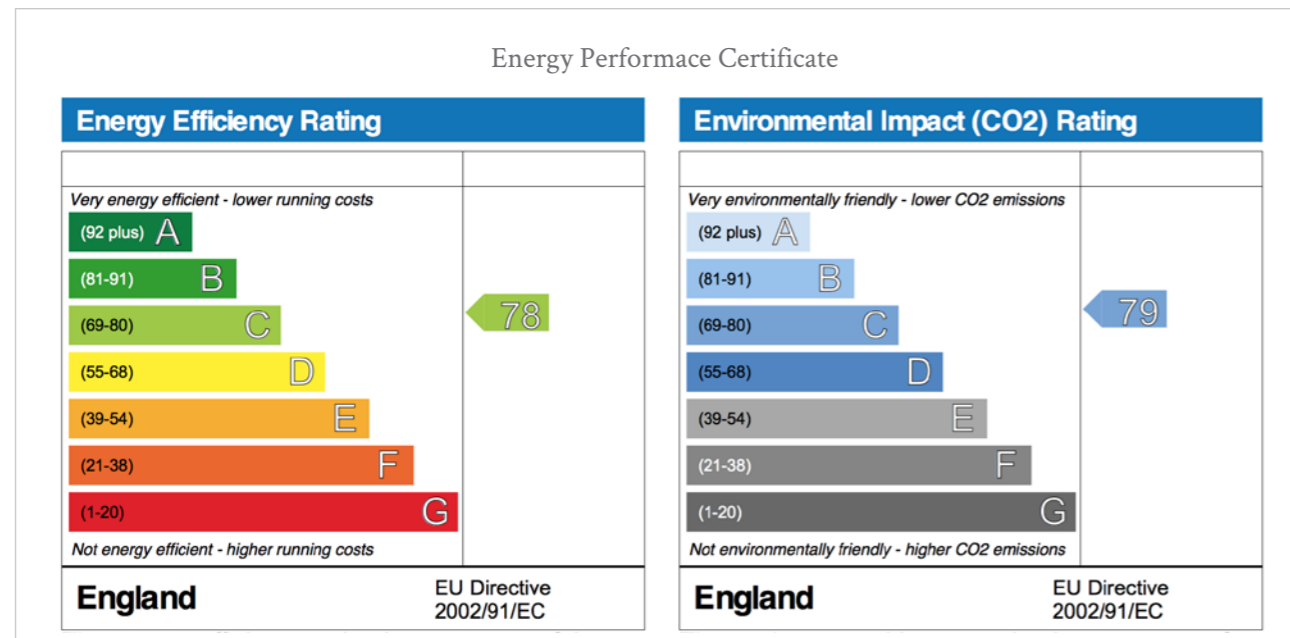 Energy Performace Certificate
Energy Efficiency Rating
Very energy efficient - lower running costs
(92 plus) A
(81-91) B
(69-80) C
(55-68) D
(39-54) E
(21-38) F
(1-20) G
78
Not energy efficient - higher running costs
England
EU Directive
2002/91/EC
Environmental Impact (CO2) Rating
Very environmentally friendly - lower CO2 emissions
(92 plus) A
(81-91) B
(69-80) C
(55-68) D
(39-54) E
(21-38) F
(1-20) G
79
Not environmentally friendly - higher CO2 emissions
England
EU Directive
2002/91/EC